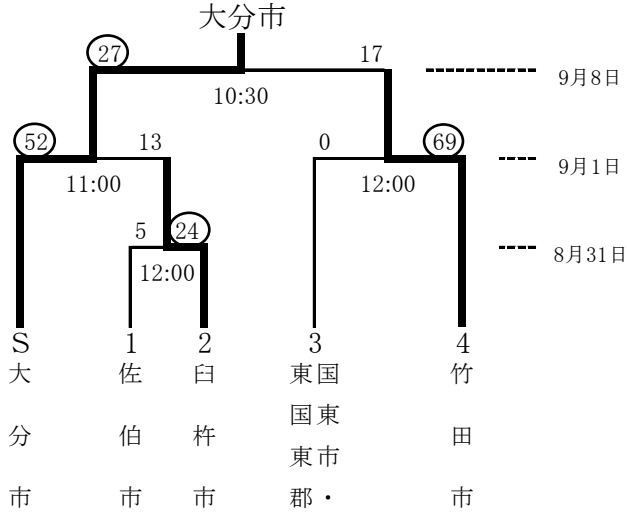 大分市
27
17
10:30
9月8日
52
13
0
69
11:00
12:00
9月1日
5
24
12:00
8月31日
S
1
2
3
4
大分市
佐伯市
臼杵市
国東市・
東国東郡
竹田市